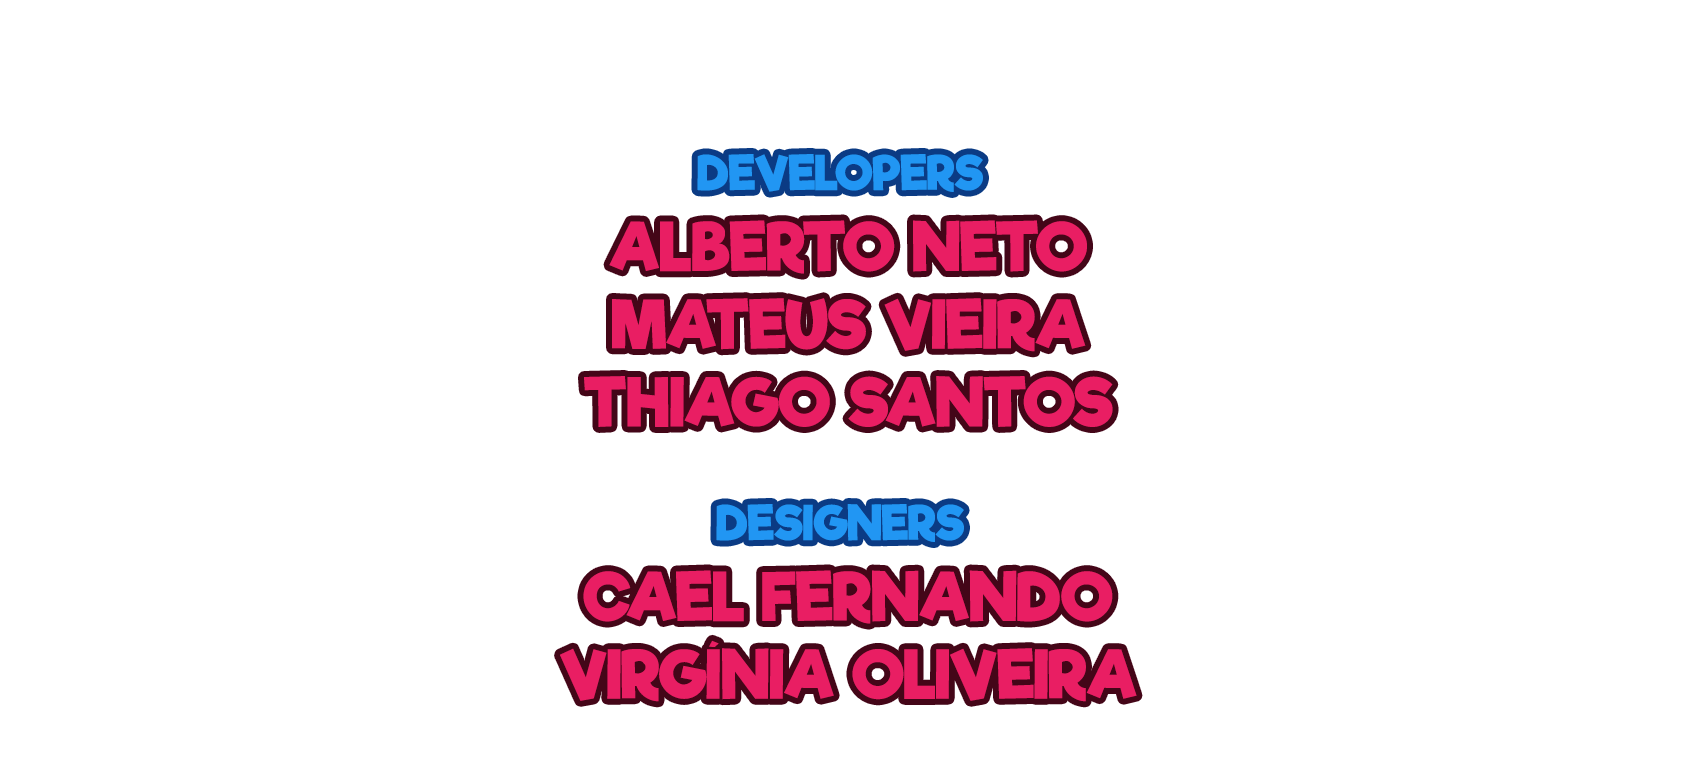 DEVELOPERS
ALBERTO NETO
MATEUS VIEIRA
THIAGO SANTOS
DESIGNERS
CAEL FERNANDO
VIRGÍNIA OLIVEIRA